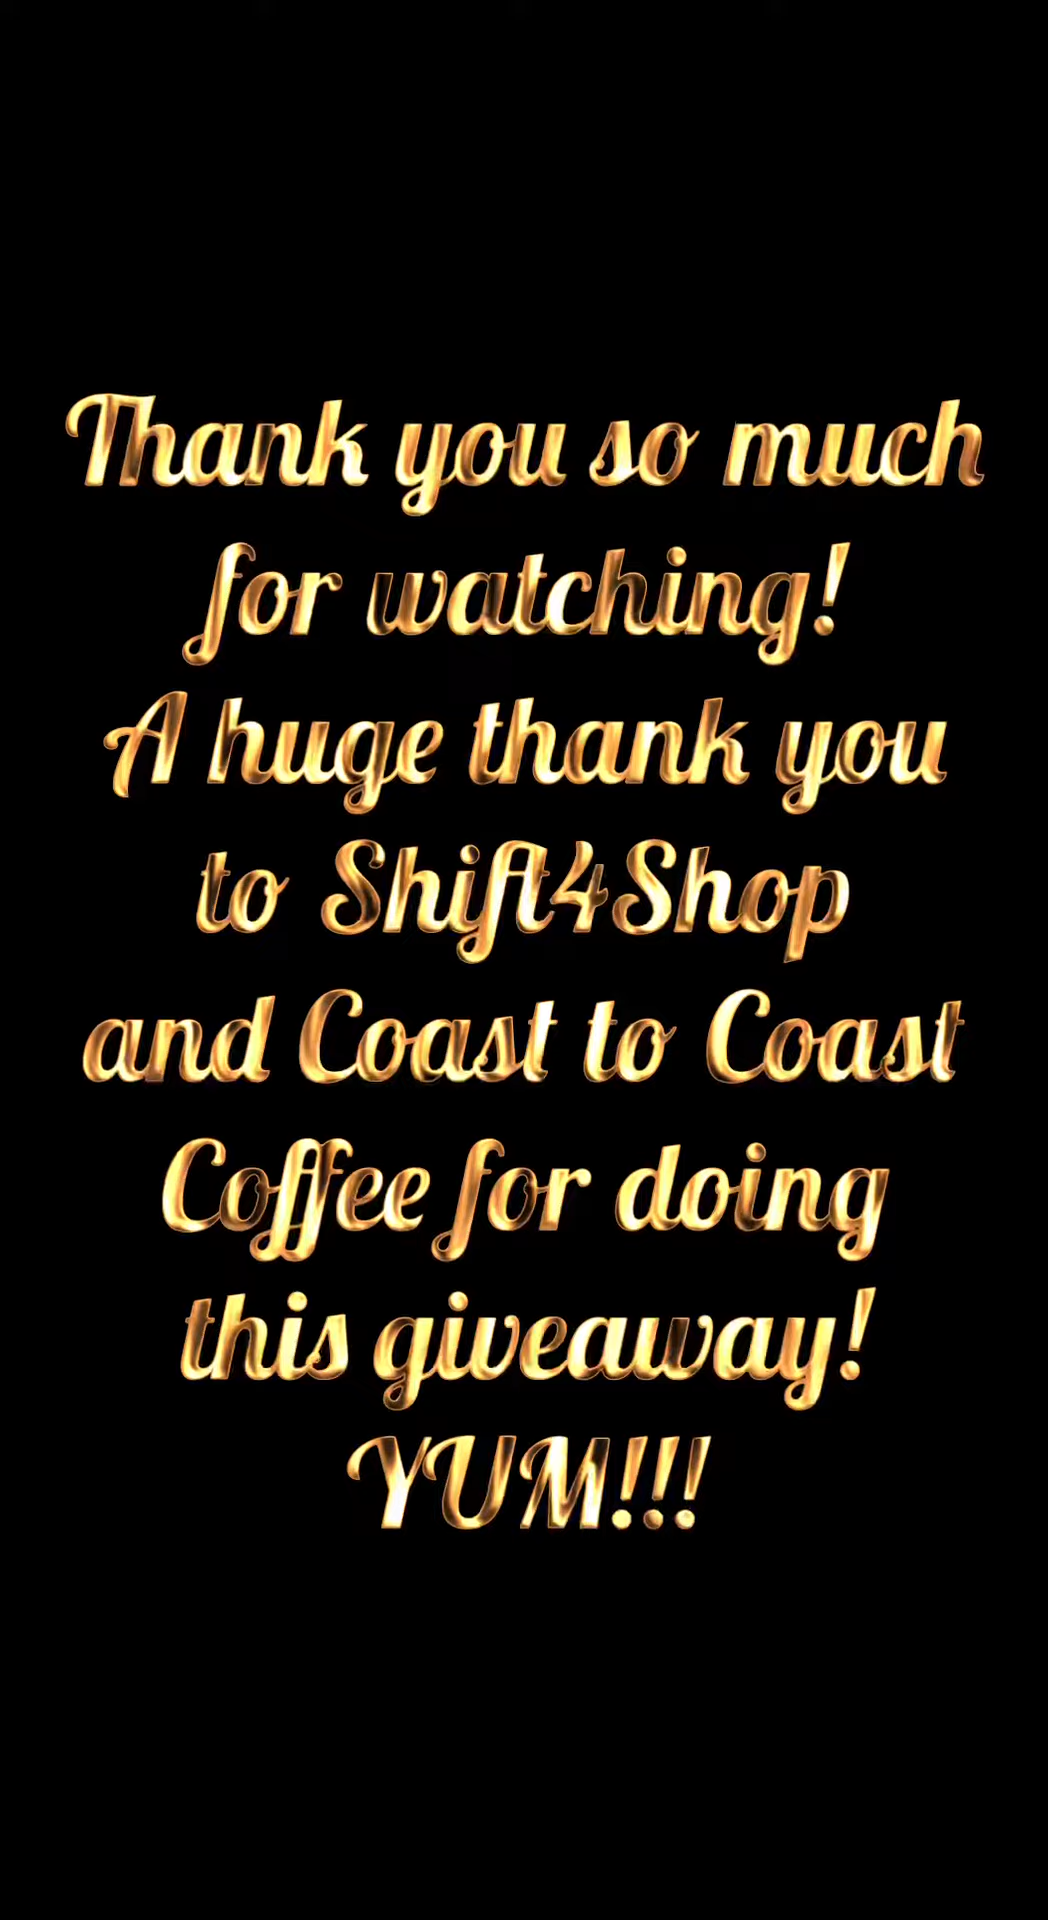 Thank you so much
for watching!
A huge thank you
to Shift4Shop
and Coast to Coast
Coffee for doing
this giveaway!
YUM!!!